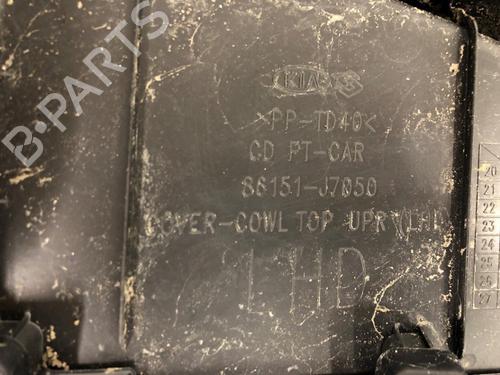 B-PARTS
KIA
>PP-TD40<
CD PT-CAR
86151-J7050
COVER-COWL TOP UPR (LHD)
LHD
20
21
22
23
24
25
26
27